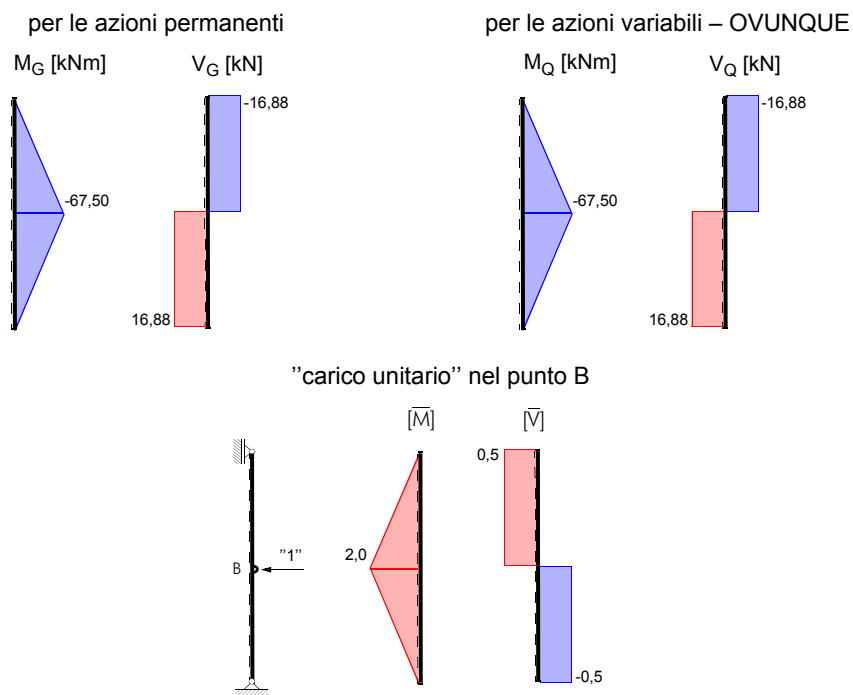 per le azioni permanenti
per le azioni variabili – OVUNQUE
M_G [kNm]
V_G [kN]
M_Q [kNm]
V_Q [kN]
-16,88
-16,88
-67,50
-67,50
16,88
16,88
’’carico unitario’’ nel punto B
[M̅]
[V̅]
0,5
B
’’1’’
2,0
-0,5